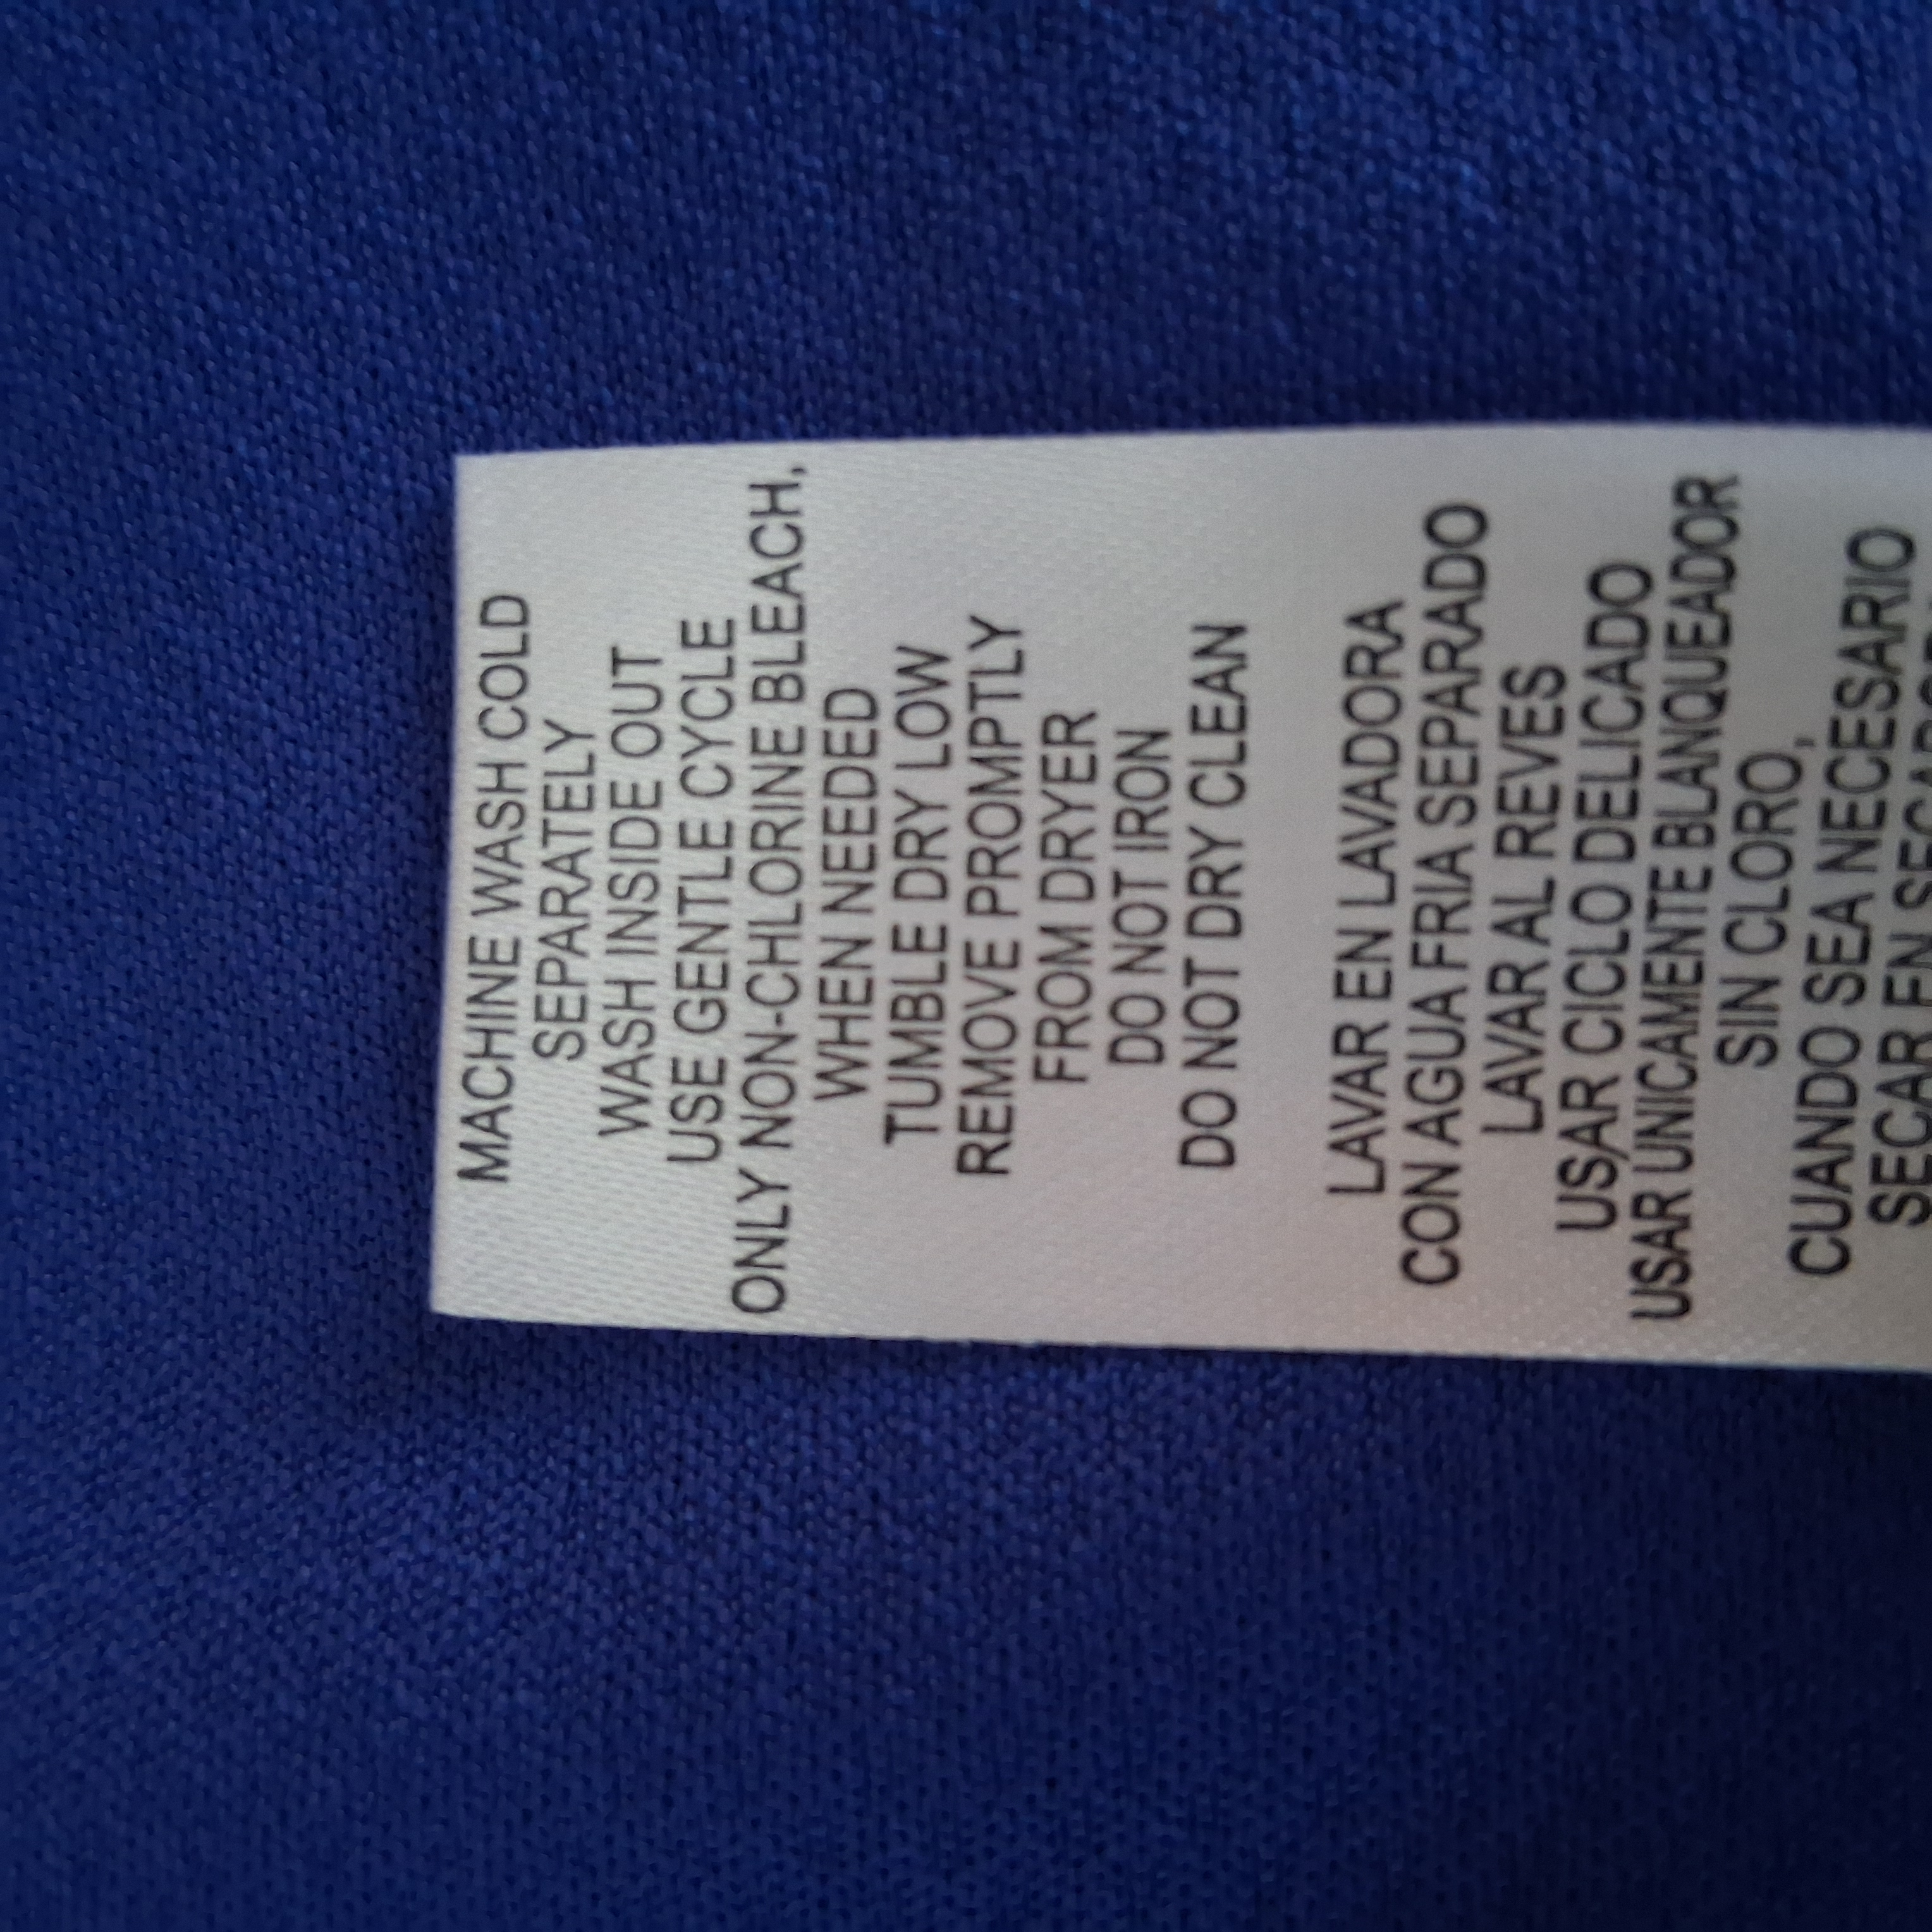 MACHINE WASH COLD
SEPARATELY
WASH INSIDE OUT
USE GENTLE CYCLE
ONLY NON-CHLORINE BLEACH,
WHEN NEEDED
TUMBLE DRY LOW
REMOVE PROMPTLY
FROM DRYER
DO NOT IRON
DO NOT DRY CLEAN
LAVAR EN LAVADORA
CON AGUA FRIA SEPARADO
LAVAR AL REVES
USAR CICLO DELICADO
USAR UNICAMENTE BLANQUEADOR
SIN CLORO,
CUANDO SEA NECESARIO
SECAR EN